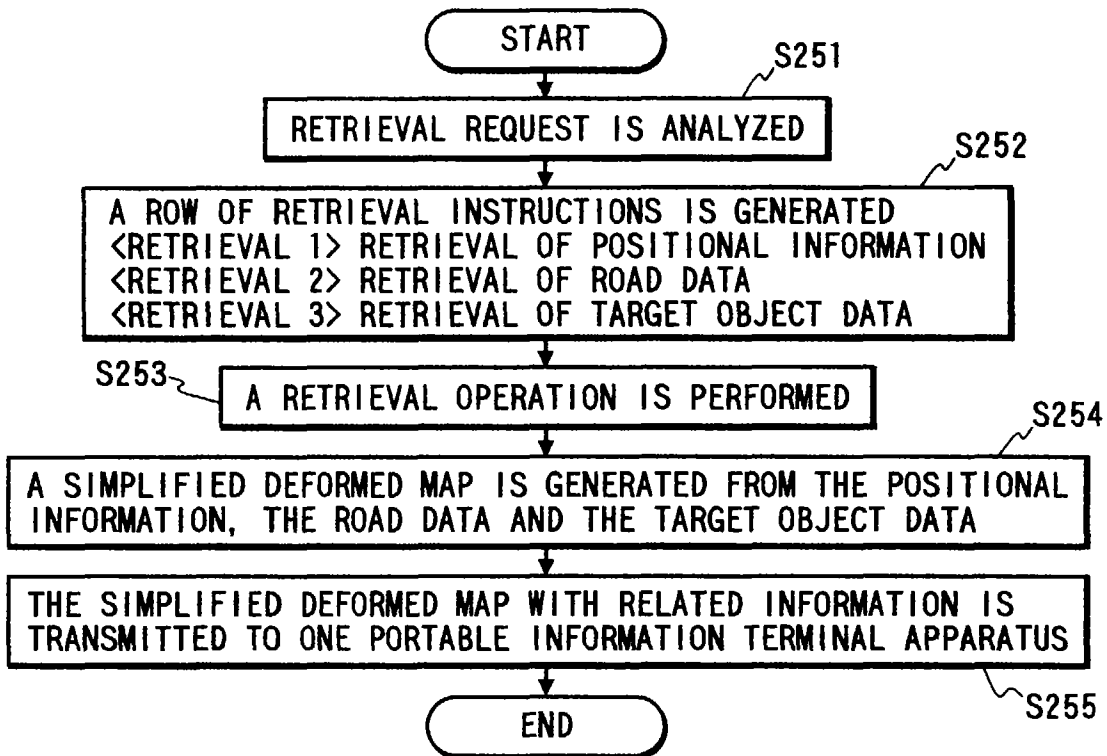 START
S251
RETRIEVAL REQUEST IS ANALYZED
S252
A ROW OF RETRIEVAL INSTRUCTIONS IS GENERATED
<RETRIEVAL 1> RETRIEVAL OF POSITIONAL INFORMATION
<RETRIEVAL 2> RETRIEVAL OF ROAD DATA
<RETRIEVAL 3> RETRIEVAL OF TARGET OBJECT DATA
S253
A RETRIEVAL OPERATION IS PERFORMED
S254
A SIMPLIFIED DEFORMED MAP IS GENERATED FROM THE POSITIONAL
INFORMATION, THE ROAD DATA AND THE TARGET OBJECT DATA
THE SIMPLIFIED DEFORMED MAP WITH RELATED INFORMATION IS
TRANSMITTED TO ONE PORTABLE INFORMATION TERMINAL APPARATUS
S255
END